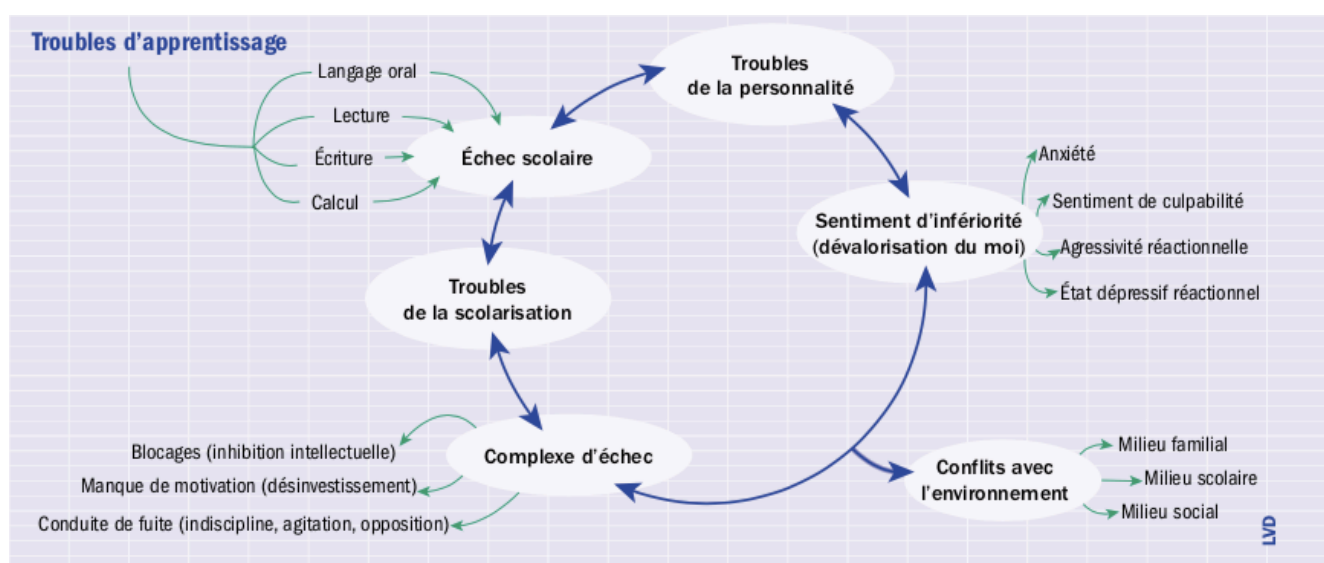 Troubles d'apprentissage
Langage oral
Lecture
Écriture
Calcul
Échec scolaire
Troubles
de la personnalité
Sentiment d'infériorité
(dévalorisation du moi)
Anxiété
Sentiment de culpabilité
Agressivité réactionnelle
État dépressif réactionnel
Troubles
de la scolarisation
Complexe d'échec
Blocages (inhibition intellectuelle)
Manque de motivation (désinvestissement)
Conduite de fuite (indiscipline, agitation, opposition)
Conflits avec
l'environnement
Milieu familial
Milieu scolaire
Milieu social
LVD